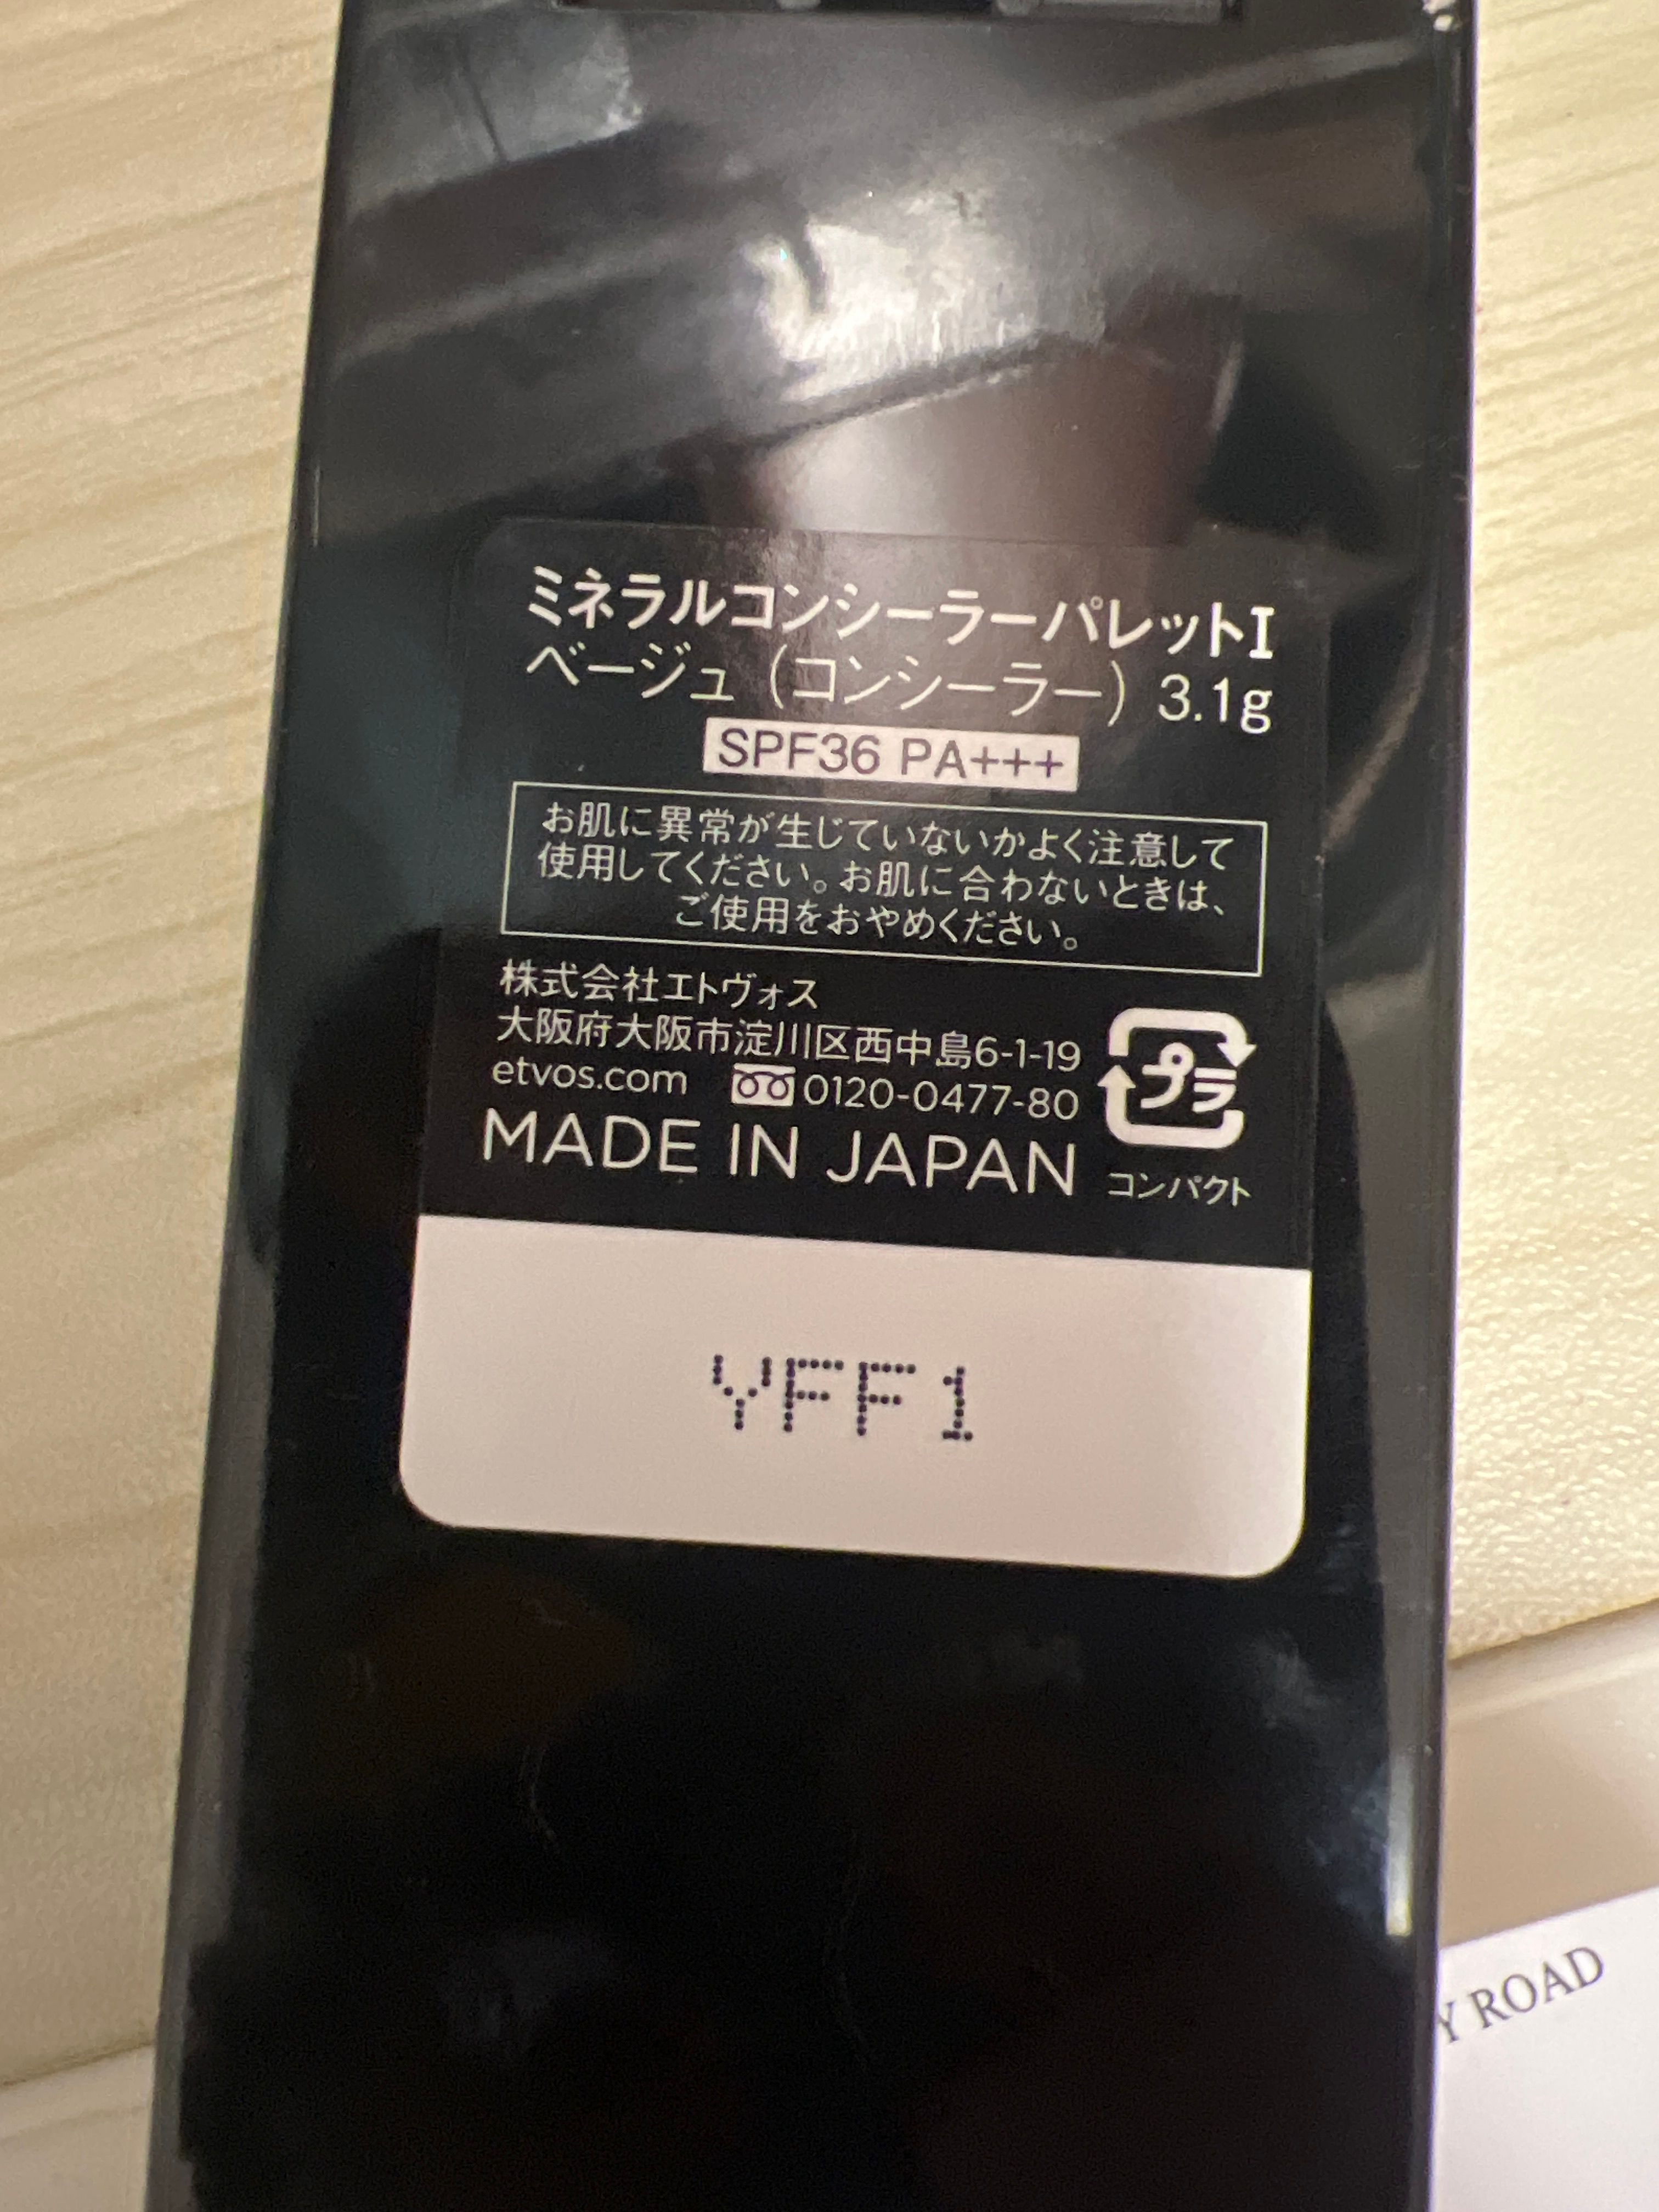 ミネラルコンシーラーパレットI
ベージュ（コンシーラー）3.1g
SPF36 PA+++
お肌に異常が生じていないかよく注意して
使用してください。お肌に合わないときは、
ご使用をおやめください。
株式会社エトヴォス
大阪府大阪市淀川区西中島6-1-19
etvos.com 0120-0477-80
MADE IN JAPAN
プラ
コンパクト
YFF1
Y ROAD